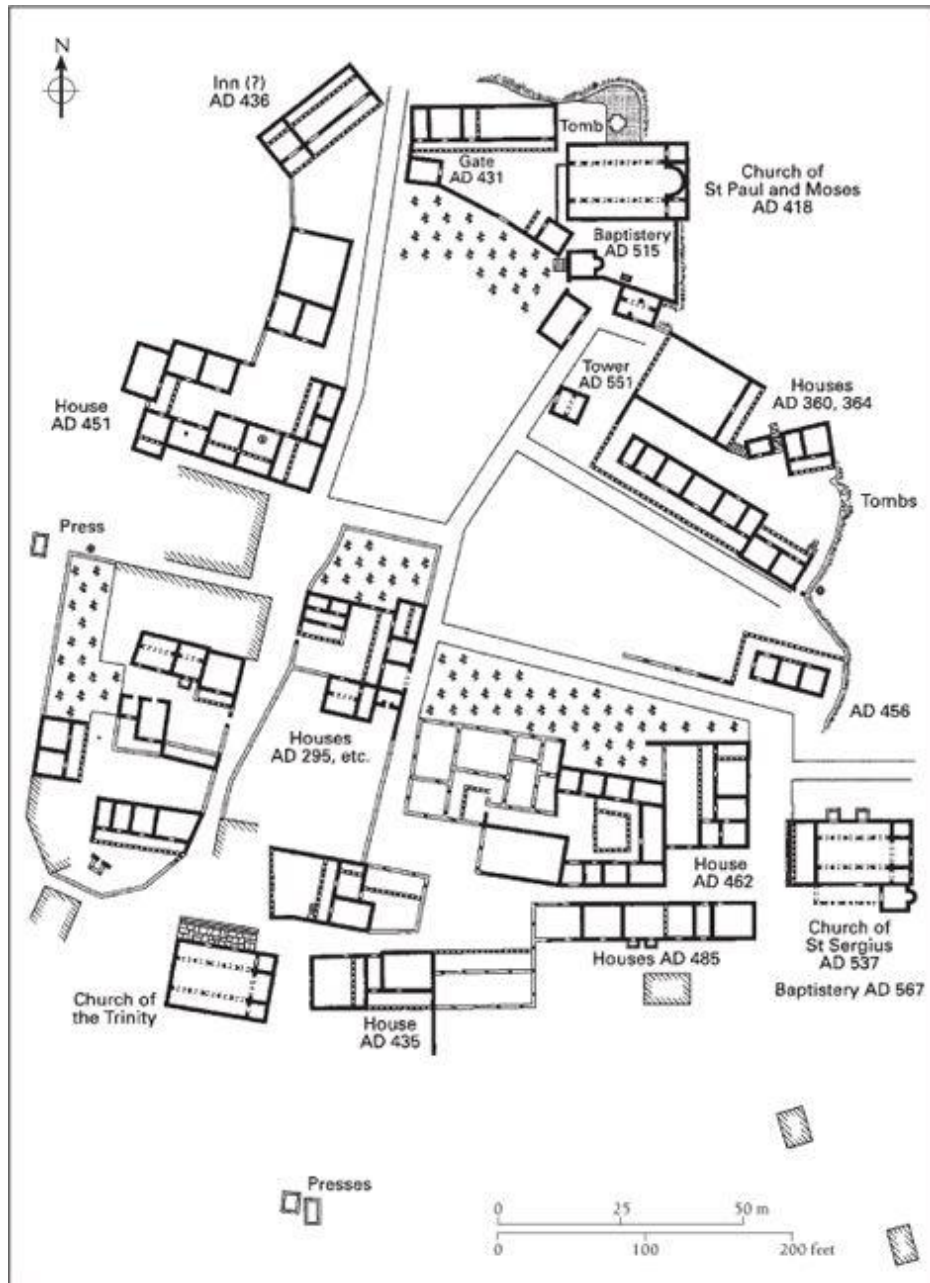 N
Inn (?)
AD 436
Tomb
Gate
AD 431
Church of
St Paul and Moses
AD 418
Baptistery
AD 515
Tower
AD 551
Houses
AD 360, 364
House
AD 451
Tombs
Press
AD 456
Houses
AD 295, etc.
House
AD 462
Church of
St Sergius
AD 537
Houses AD 485
Baptistery AD 567
Church of
the Trinity
House
AD 435
Presses
0 25 50 m
0 100 200 feet